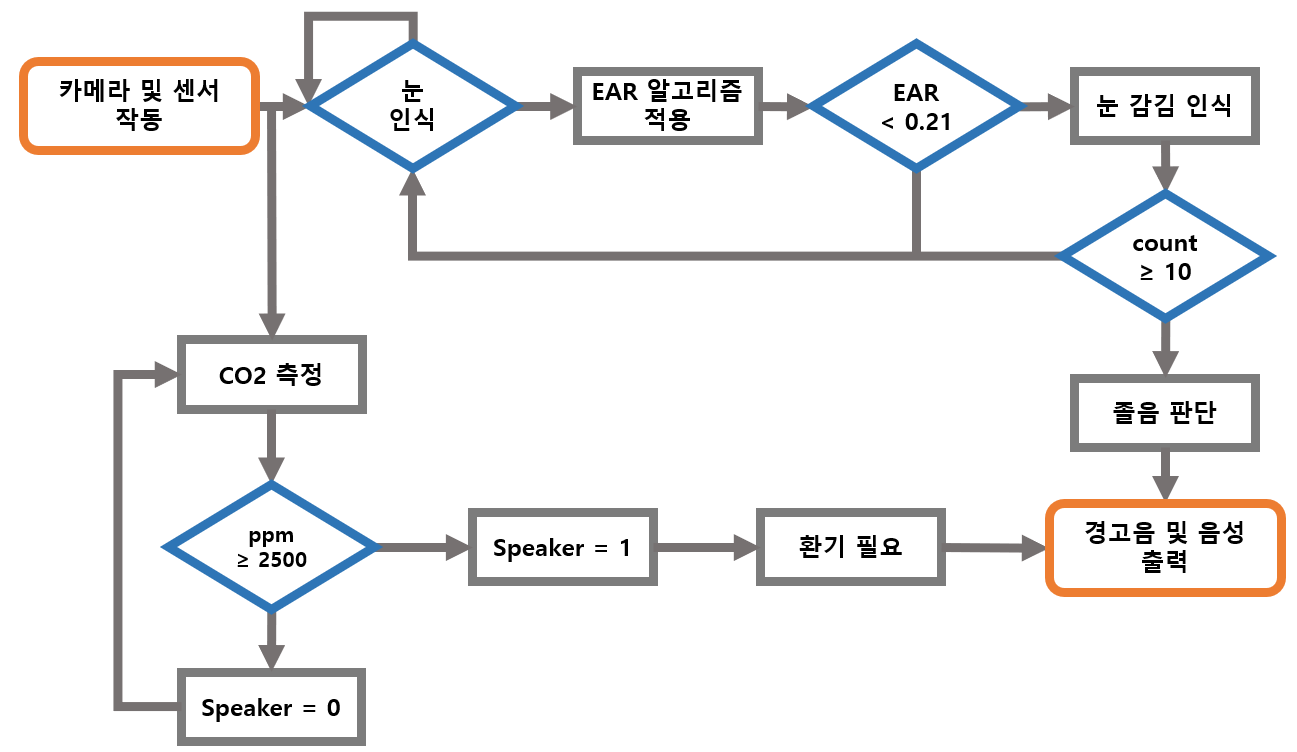 카메라 및 센서
작동
눈
인식
EAR 알고리즘
적용
EAR
< 0.21
눈 감김 인식
count
≥ 10
졸음 판단
CO2 측정
ppm
≥ 2500
Speaker = 1
환기 필요
경고음 및 음성
출력
Speaker = 0